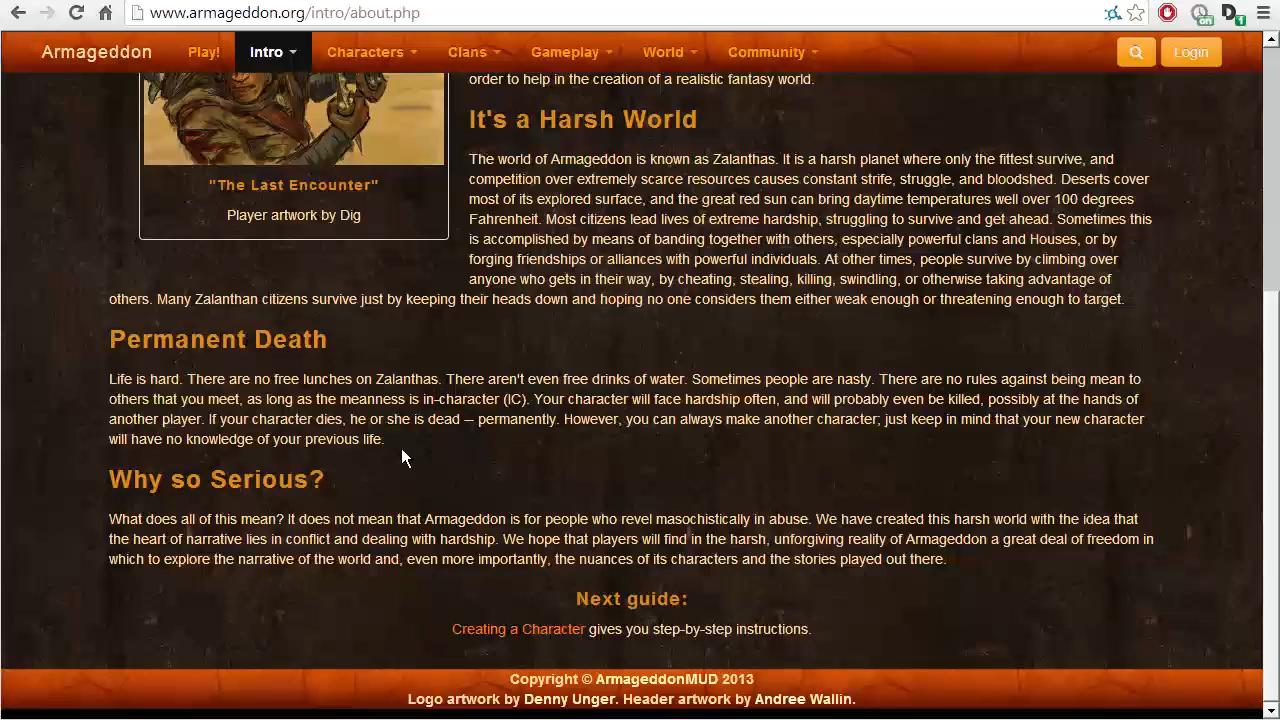 www.armageddon.org/intro/about.php
on
D
1
Armageddon
Play!
Intro
Characters
Clans
Gameplay
World
Community
Login
order to help in the creation of a realistic fantasy world.
It's a Harsh World
The world of Armageddon is known as Zalanthas. It is a harsh planet where only the fittest survive, and
competition over extremely scarce resources causes constant strife, struggle, and bloodshed. Deserts cover
most of its explored surface, and the great red sun can bring daytime temperatures well over 100 degrees
Fahrenheit. Most citizens lead lives of extreme hardship, struggling to survive and get ahead. Sometimes this
is accomplished by means of banding together with others, especially powerful clans and Houses, or by
forging friendships or alliances with powerful individuals. At other times, people survive by climbing over
anyone who gets in their way, by cheating, stealing, killing, swindling, or otherwise taking advantage of
others. Many Zalanthan citizens survive just by keeping their heads down and hoping no one considers them either weak enough or threatening enough to target.
"The Last Encounter"
Player artwork by Dig
Permanent Death
Life is hard. There are no free lunches on Zalanthas. There aren't even free drinks of water. Sometimes people are nasty. There are no rules against being mean to
others that you meet, as long as the meanness is in-character (IC). Your character will face hardship often, and will probably even be killed, possibly at the hands of
another player. If your character dies, he or she is dead -- permanently. However, you can always make another character; just keep in mind that your new character
will have no knowledge of your previous life.
Why so Serious?
What does all of this mean? It does not mean that Armageddon is for people who revel masochistically in abuse. We have created this harsh world with the idea that
the heart of narrative lies in conflict and dealing with hardship. We hope that players will find in the harsh, unforgiving reality of Armageddon a great deal of freedom in
which to explore the narrative of the world and, even more importantly, the nuances of its characters and the stories played out there.
Next guide:
Creating a Character gives you step-by-step instructions.
Copyright © ArmageddonMUD 2013
Logo artwork by Denny Unger. Header artwork by Andree Wallin.